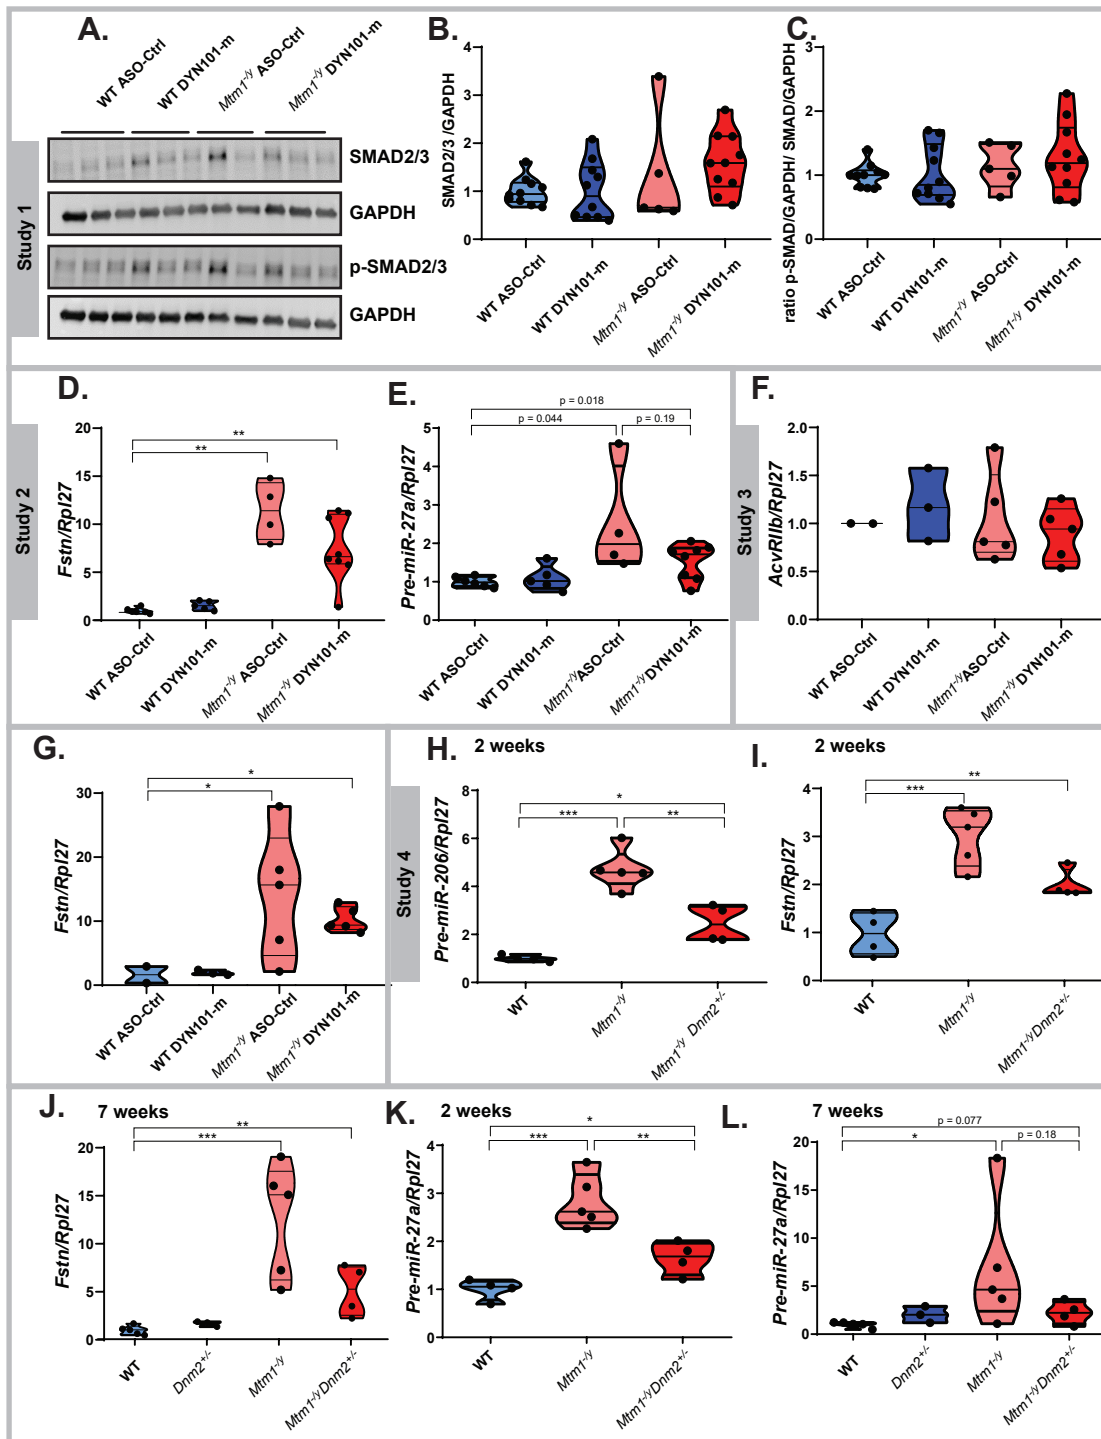 A.
WT ASO-Ctrl
WT DYN101-m
Mtm1-/y ASO-Ctrl
Mtm1-/y DYN101-m
SMAD2/3
GAPDH
p-SMAD2/3
GAPDH
Study 1
B.
SMAD2/3 /GAPDH
4
3
2
1
0
WT ASO-Ctrl
WT DYN101-m
Mtm1-/y ASO-Ctrl
Mtm1-/y DYN101-m
C.
ratio p-SMAD/GAPDH/ SMAD/GAPDH
3
2
1
0
WT ASO-Ctrl
WT DYN101-m
Mtm1-/y ASO-Ctrl
Mtm1-/y DYN101-m
Study 2
D.
Fstn/Rpl27
20
15
10
5
0
**
**
WT ASO-Ctrl
WT DYN101-m
Mtm1-/y ASO-Ctrl
Mtm1-/y DYN101-m
E.
Pre-miR-27a/Rpl27
5
4
3
2
1
0
p = 0.018
p = 0.044
p = 0.19
WT ASO-Ctrl
WT DYN101-m
Mtm1-/yASO-Ctrl
Mtm1-/yDYN101-m
Study 3
F.
AcvRIIb/Rpl27
2.0
1.5
1.0
0.5
0.0
WT ASO-Ctrl
WT DYN101-m
Mtm1-/yASO-Ctrl
Mtm1-/yDYN101-m
G.
Fstn/Rpl27
30
20
10
0
*
*
WT ASO-Ctrl
WT DYN101-m
Mtm1-/y ASO-Ctrl
Mtm1-/y DYN101-m
Study 4
H.
2 weeks
Pre-miR-206/Rpl27
8
6
4
2
0
*
***
**
WT
Mtm1-/y
Mtm1-/y Dnm2+/-
I.
2 weeks
Fstn/Rpl27
4
3
2
1
0
**
***
WT
Mtm1-/y
Mtm1-/yDnm2+/-
J.
7 weeks
Fstn/Rpl27
20
15
10
5
0
**
***
WT
Dnm2+/-
Mtm1-/y
Mtm1-/yDnm2+/-
K.
2 weeks
Pre-miR-27a/Rpl27
4
3
2
1
0
*
***
**
WT
Mtm1-/y
Mtm1-/yDnm2+/-
L.
7 weeks
Pre-miR-27a/Rpl27
20
15
10
5
0
p = 0.077
*
p = 0.18
WT
Dnm2+/-
Mtm1-/y
Mtm1-/yDnm2+/-